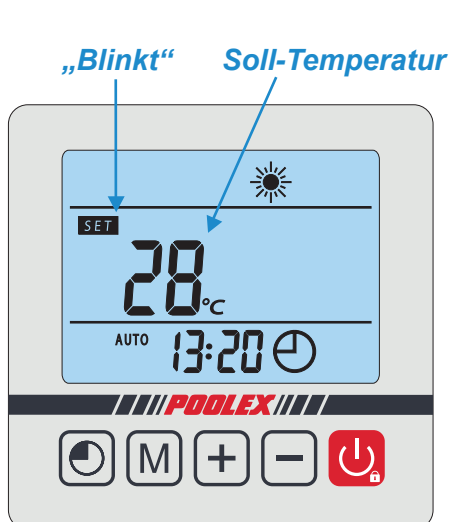 „Blinkt“ Soll-Temperatur
SET
28°C
AUTO 13:20
POOLEX
M + −